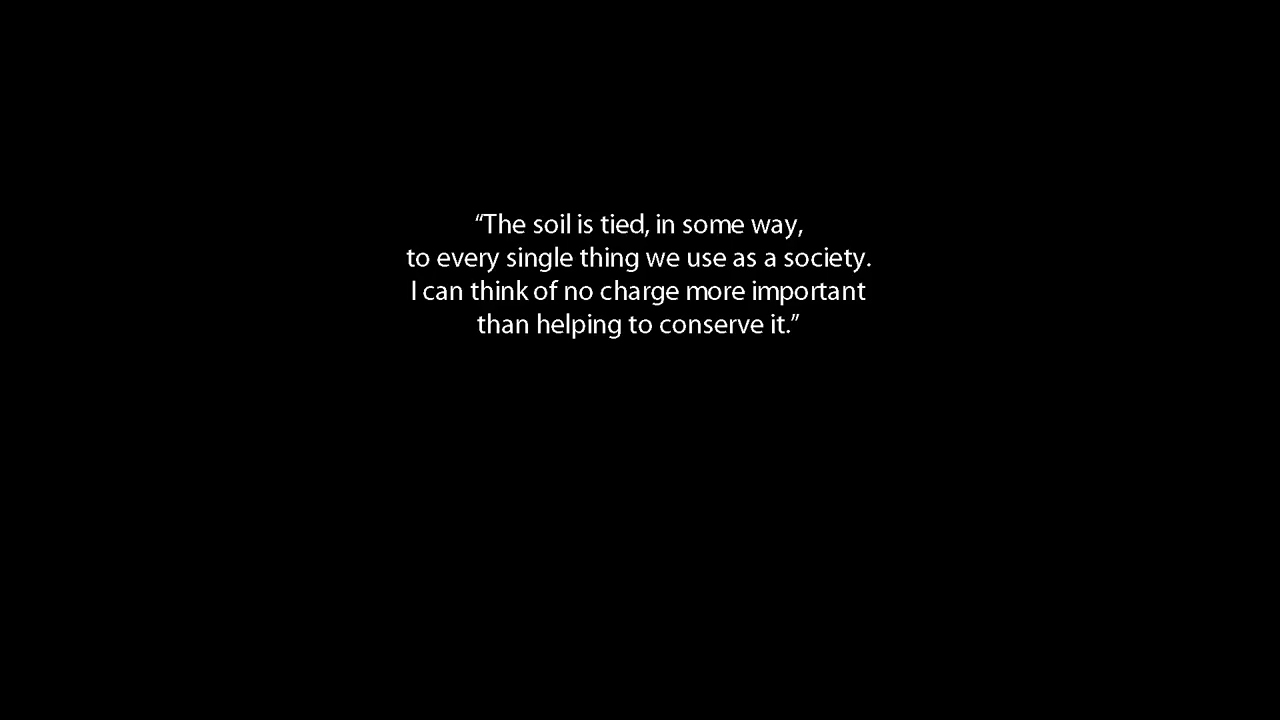 “The soil is tied, in some way,
to every single thing we use as a society.
I can think of no charge more important
than helping to conserve it.”